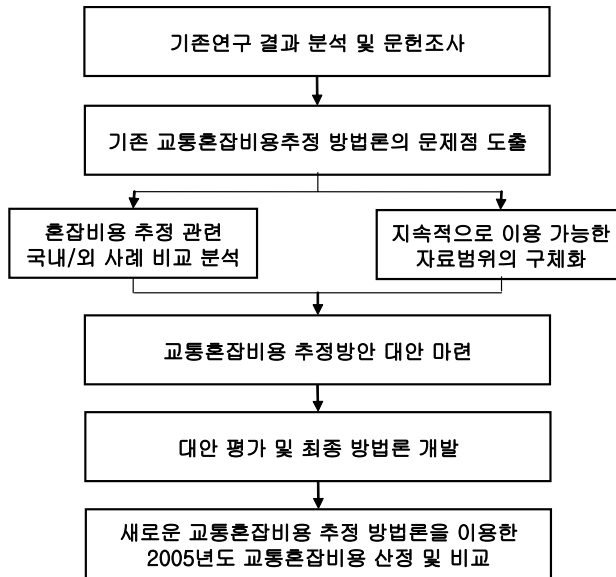 기존연구 결과 분석 및 문헌조사
기존 교통혼잡비용추정 방법론의 문제점 도출
혼잡비용 추정 관련
국내/외 사례 비교 분석
지속적으로 이용 가능한
자료범위의 구체화
교통혼잡비용 추정방안 대안 마련
대안 평가 및 최종 방법론 개발
새로운 교통혼잡비용 추정 방법론을 이용한
2005년도 교통혼잡비용 산정 및 비교